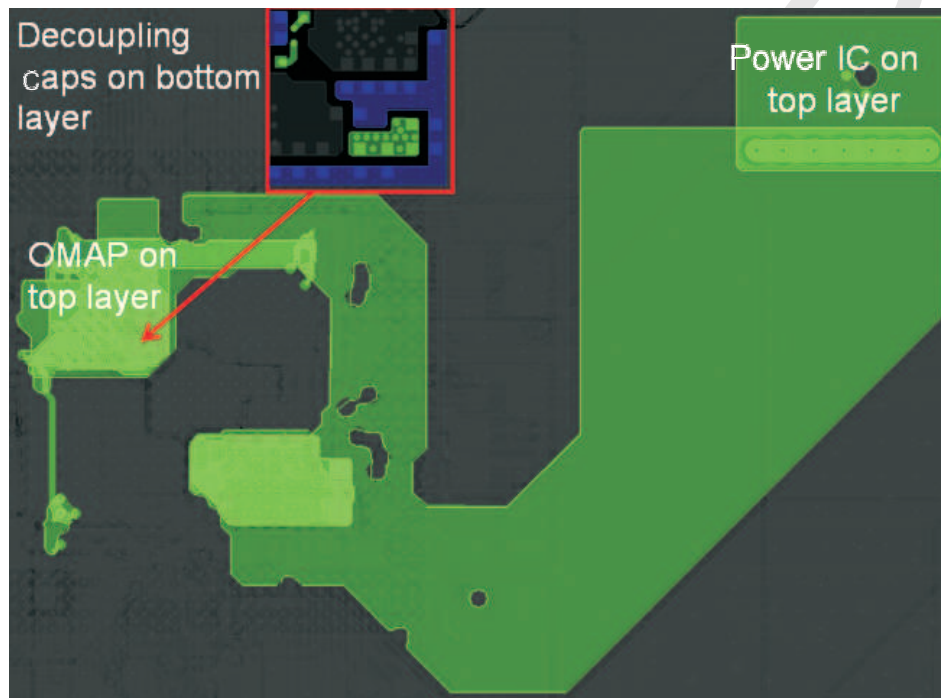 Decoupling
caps on bottom
layer
Power IC on
top layer
OMAP on
top layer